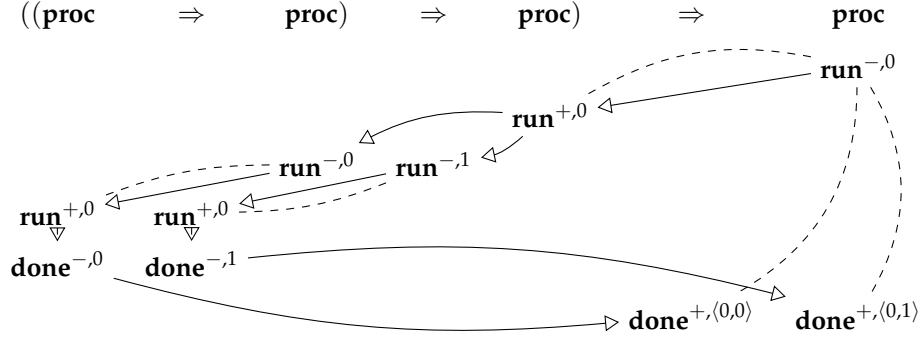 ((proc ⇒ proc) ⇒ proc) ⇒ proc
run⁻,⁰
run⁺,⁰
run⁻,⁰ run⁻,¹
run⁺,⁰ run⁺,⁰
done⁻,⁰ done⁻,¹
done⁺,⟨⁰,⁰⟩ done⁺,⟨⁰,¹⟩